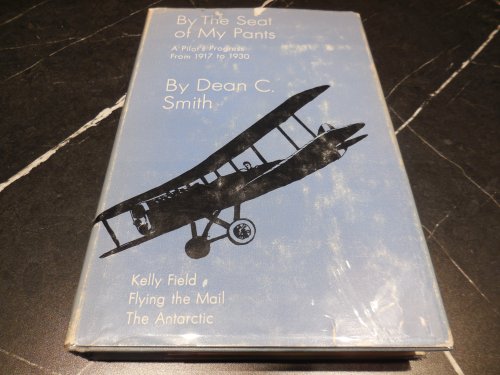 By The Seat
of My Pants
A Pilot's Progress
From 1917 to 1930
By Dean C.
Smith
Kelly Field
Flying the Mail
The Antarctic